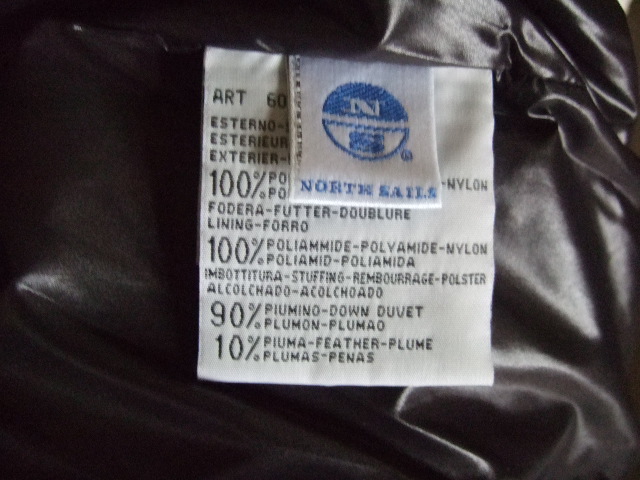 N
S
®
NORTH SAILS
ART 60
ESTERNO-
ESTERIEUR
EXTERIER-
100% PO -NYLON
PO
FODERA-FUTTER-DOUBLURE
LINING-FORRO
100% POLIAMMIDE-POLYAMIDE-NYLON
POLIAMID-POLIAMIDA
IMBOTTITURA-STUFFING-REMBOURRAGE-POLSTER
ALCOLCHADO-ACOLCHOADO
90% PIUMINO-DOWN DUVET
PLUMON-PLUMAO
10% PIUMA-FEATHER-PLUME
PLUMAS-PENAS